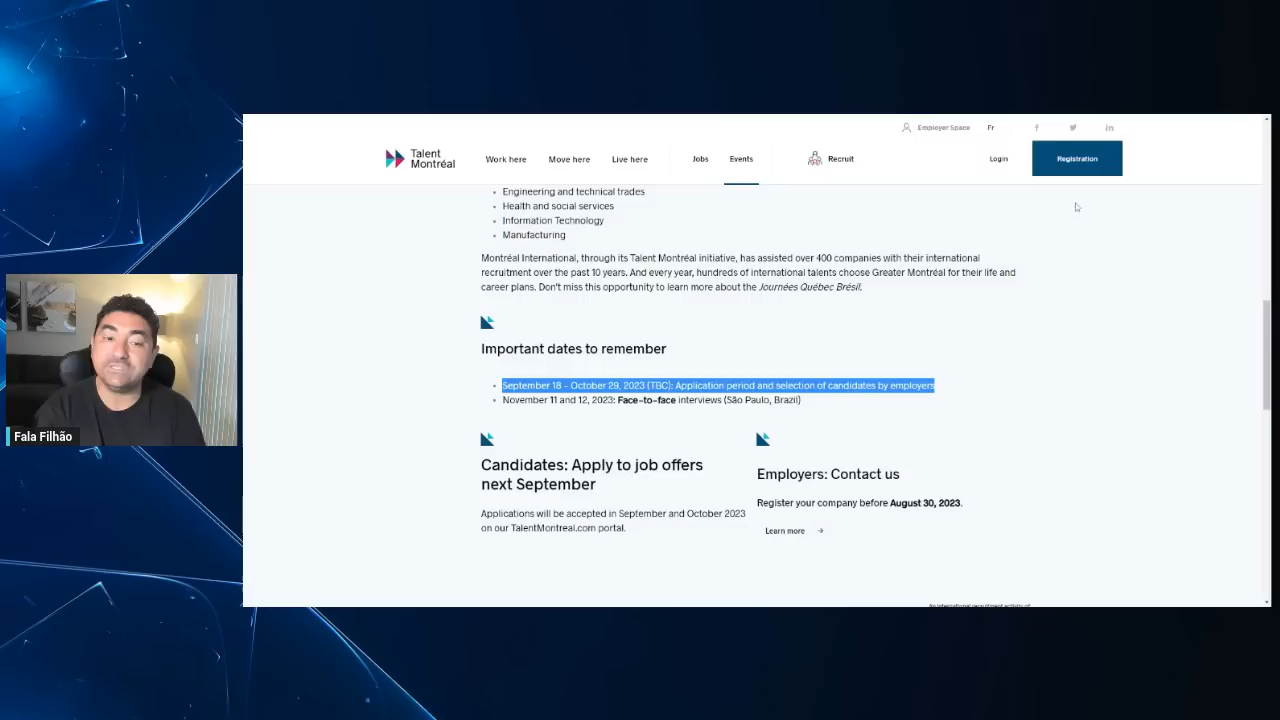 Employer Space
Fr
Talent
Montréal
Work here
Move here
Live here
Jobs
Events
Recruit
Login
Registration
• Engineering and technical trades
• Health and social services
• Information Technology
• Manufacturing
Montréal International, through its Talent Montréal initiative, has assisted over 400 companies with their international
recruitment over the past 10 years. And every year, hundreds of international talents choose Greater Montréal for their life and
career plans. Don't miss this opportunity to learn more about the Journées Québec Brésil.
Important dates to remember
• September 18 - October 29, 2023 (TBC): Application period and selection of candidates by employers
• November 11 and 12, 2023: Face-to-face interviews (São Paulo, Brazil)
Candidates: Apply to job offers
next September
Applications will be accepted in September and October 2023
on our TalentMontreal.com portal.
Employers: Contact us
Register your company before August 30, 2023.
Learn more →
An international recruitment activity of
Fala Filhão